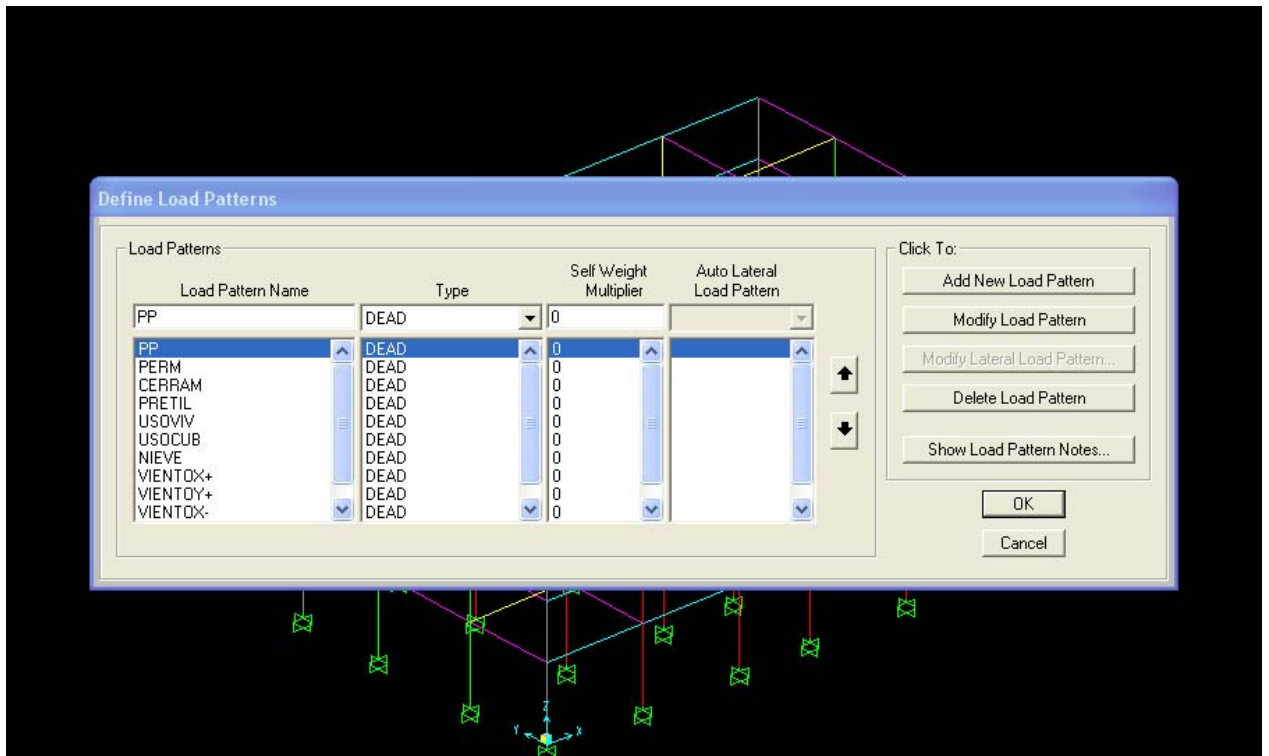 Define Load Patterns
Load Patterns
Load Pattern Name
Type
Self Weight
Multiplier
Auto Lateral
Load Pattern
PP DEAD 0
PP DEAD 0
PERM DEAD 0
CERRAM DEAD 0
PRETIL DEAD 0
USOVIV DEAD 0
USOCUB DEAD 0
NIEVE DEAD 0
VIENTOX+ DEAD 0
VIENTOY+ DEAD 0
VIENTOX- DEAD 0
Click To:
Add New Load Pattern
Modify Load Pattern
Modify Lateral Load Pattern...
Delete Load Pattern
Show Load Pattern Notes...
OK
Cancel
Z
Y
X